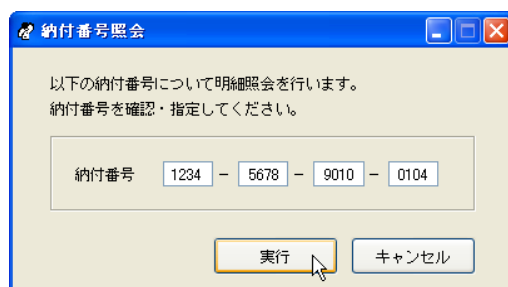 納付番号照会
以下の納付番号について明細照会を行います。
納付番号を確認・指定してください。
納付番号 1234 - 5678 - 9010 - 0104
実行 キャンセル